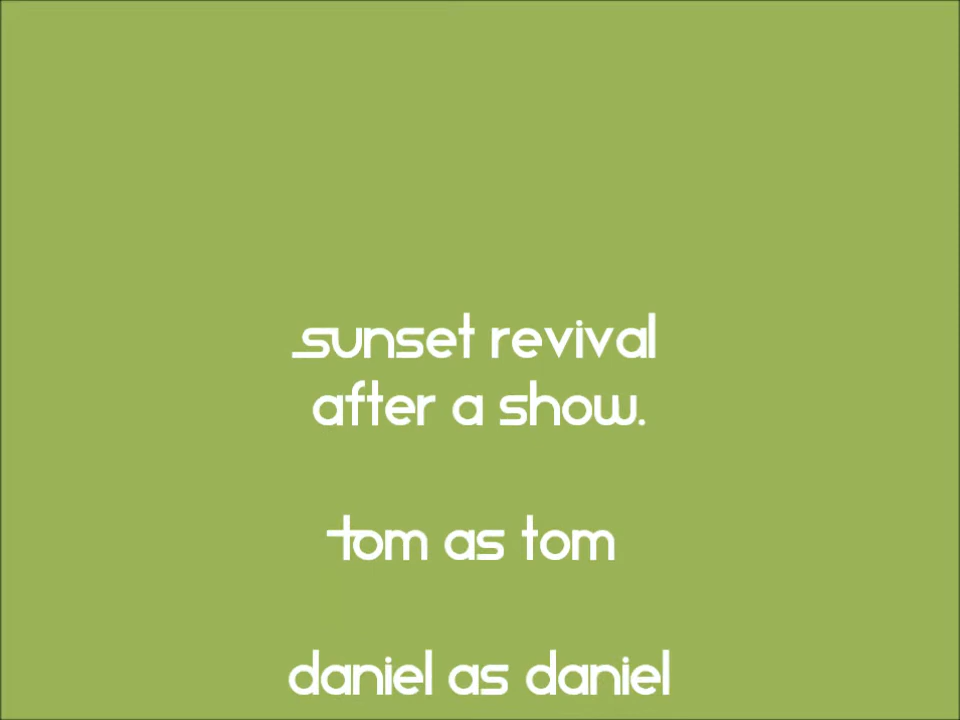 sunset revival
after a show.
tom as tom
daniel as daniel